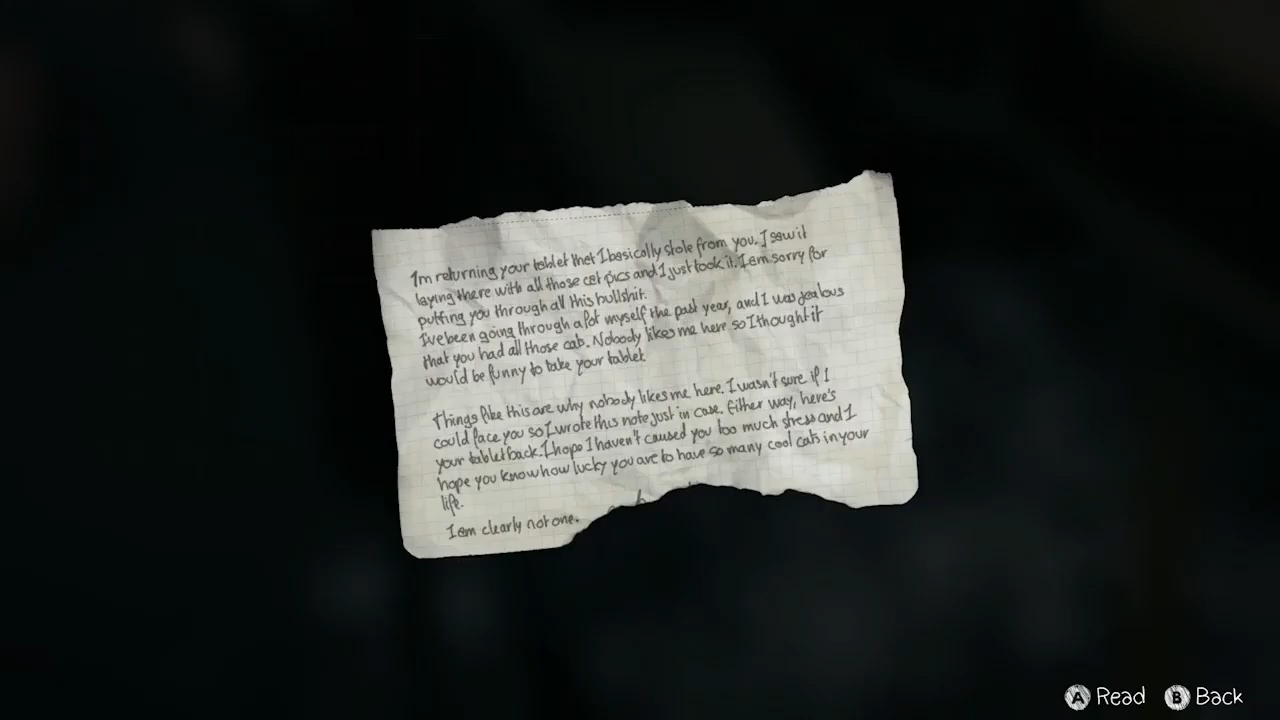 I'm returning your tablet that I basically stole from you. I saw it
laying there with all those cat pics and I just took it. I am sorry for
putting you through all this bullshit.
I've been going through a lot myself the past year, and I was jealous
that you had all those cab. Nobody likes me here so I thought it
would be funny to take your tablet
Things like this are why nobody likes me here. I wasn't sure if I
could face you so I wrote this note just in case. Either way, here's
your tablet back. I hope I haven't caused you too much stress and I
hope you know how lucky you are to have so many cool cats in your
life.
I am clearly not one.
A Read B Back